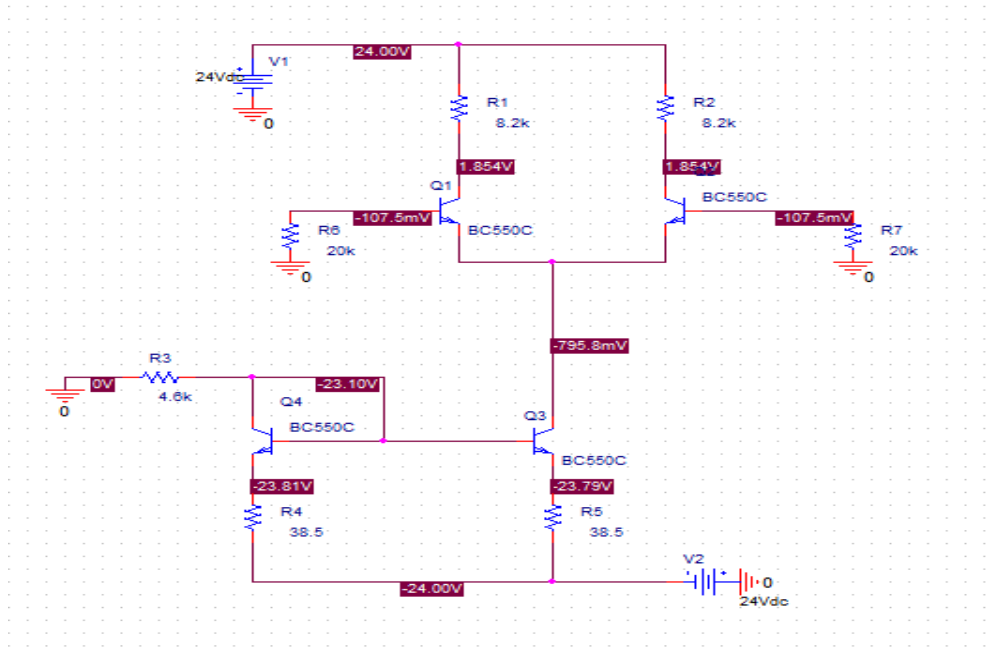 24.00V
V1
24Vdc
0
R1
8.2k
R2
8.2k
1.854V
1.854V
Q1
BC550C
BC550C
-107.5mV
-107.5mV
R6
20k
0
R7
20k
0
-795.8mV
R3
4.6k
0V
0
-23.10V
Q4
BC550C
Q3
BC550C
-23.81V
-23.79V
R4
38.5
R5
38.5
-24.00V
V2
0
24Vdc